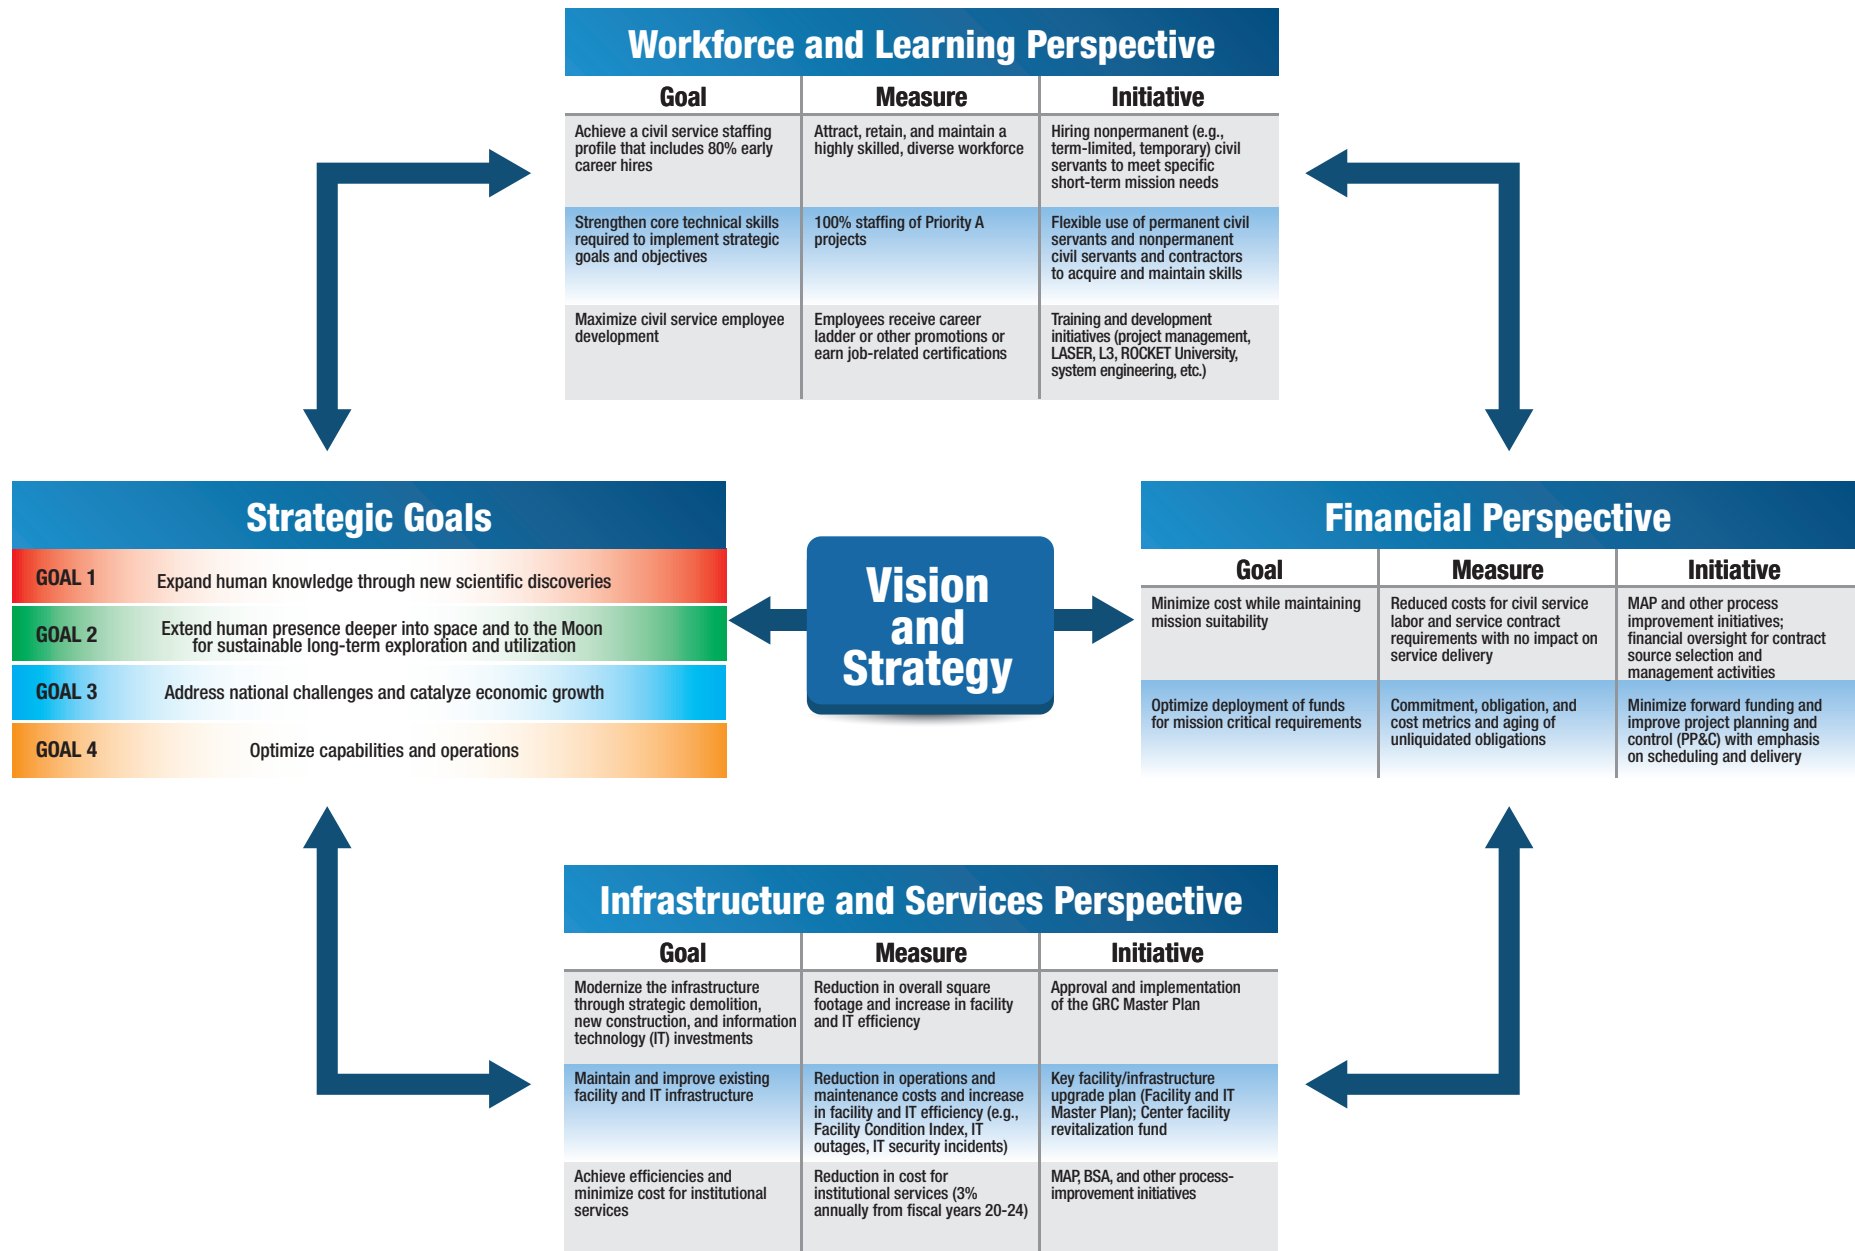 Workforce and Learning Perspective
Goal
Measure
Initiative
Achieve a civil service staffing
profile that includes 80% early
career hires
Attract, retain, and maintain a
highly skilled, diverse workforce
Hiring nonpermanent (e.g.,
term-limited, temporary) civil
servants to meet specific
short-term mission needs
Strengthen core technical skills
required to implement strategic
goals and objectives
100% staffing of Priority A
projects
Flexible use of permanent civil
servants and nonpermanent
civil servants and contractors
to acquire and maintain skills
Maximize civil service employee
development
Employees receive career
ladder or other promotions or
earn job-related certifications
Training and development
initiatives (project management,
LASER, L3, ROCKET University,
system engineering, etc.)
Strategic Goals
GOAL 1
Expand human knowledge through new scientific discoveries
GOAL 2
Extend human presence deeper into space and to the Moon
for sustainable long-term exploration and utilization
GOAL 3
Address national challenges and catalyze economic growth
GOAL 4
Optimize capabilities and operations
Vision
and
Strategy
Financial Perspective
Goal
Measure
Initiative
Minimize cost while maintaining
mission suitability
Reduced costs for civil service
labor and service contract
requirements with no impact on
service delivery
MAP and other process
improvement initiatives;
financial oversight for contract
source selection and
management activities
Optimize deployment of funds
for mission critical requirements
Commitment, obligation, and
cost metrics and aging of
unliquidated obligations
Minimize forward funding and
improve project planning and
control (PP&C) with emphasis
on scheduling and delivery
Infrastructure and Services Perspective
Goal
Measure
Initiative
Modernize the infrastructure
through strategic demolition,
new construction, and information
technology (IT) investments
Reduction in overall square
footage and increase in facility
and IT efficiency
Approval and implementation
of the GRC Master Plan
Maintain and improve existing
facility and IT infrastructure
Reduction in operations and
maintenance costs and increase
in facility and IT efficiency (e.g.,
Facility Condition Index, IT
outages, IT security incidents)
Key facility/infrastructure
upgrade plan (Facility and IT
Master Plan); Center facility
revitalization fund
Achieve efficiencies and
minimize cost for institutional
services
Reduction in cost for
institutional services (3%
annually from fiscal years 20-24)
MAP, BSA, and other process-
improvement initiatives